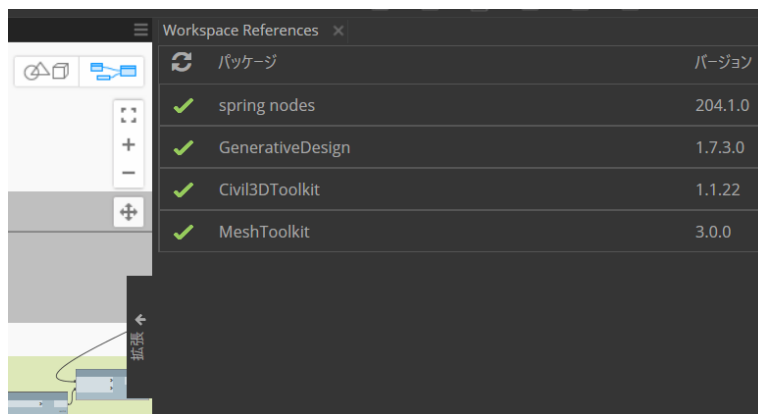 Workspace References
パッケージ バージョン
spring nodes 204.1.0
GenerativeDesign 1.7.3.0
Civil3DToolkit 1.1.22
MeshToolkit 3.0.0
拡張